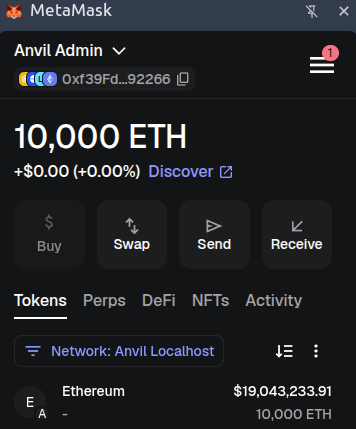 MetaMask
Anvil Admin
1
0xf39Fd...92266
10,000 ETH
+$0.00 (+0.00%) Discover
$
Buy
Swap
Send
Receive
Tokens Perps DeFi NFTs Activity
Network: Anvil Localhost
E
A
Ethereum $19,043,233.91
- 10,000 ETH